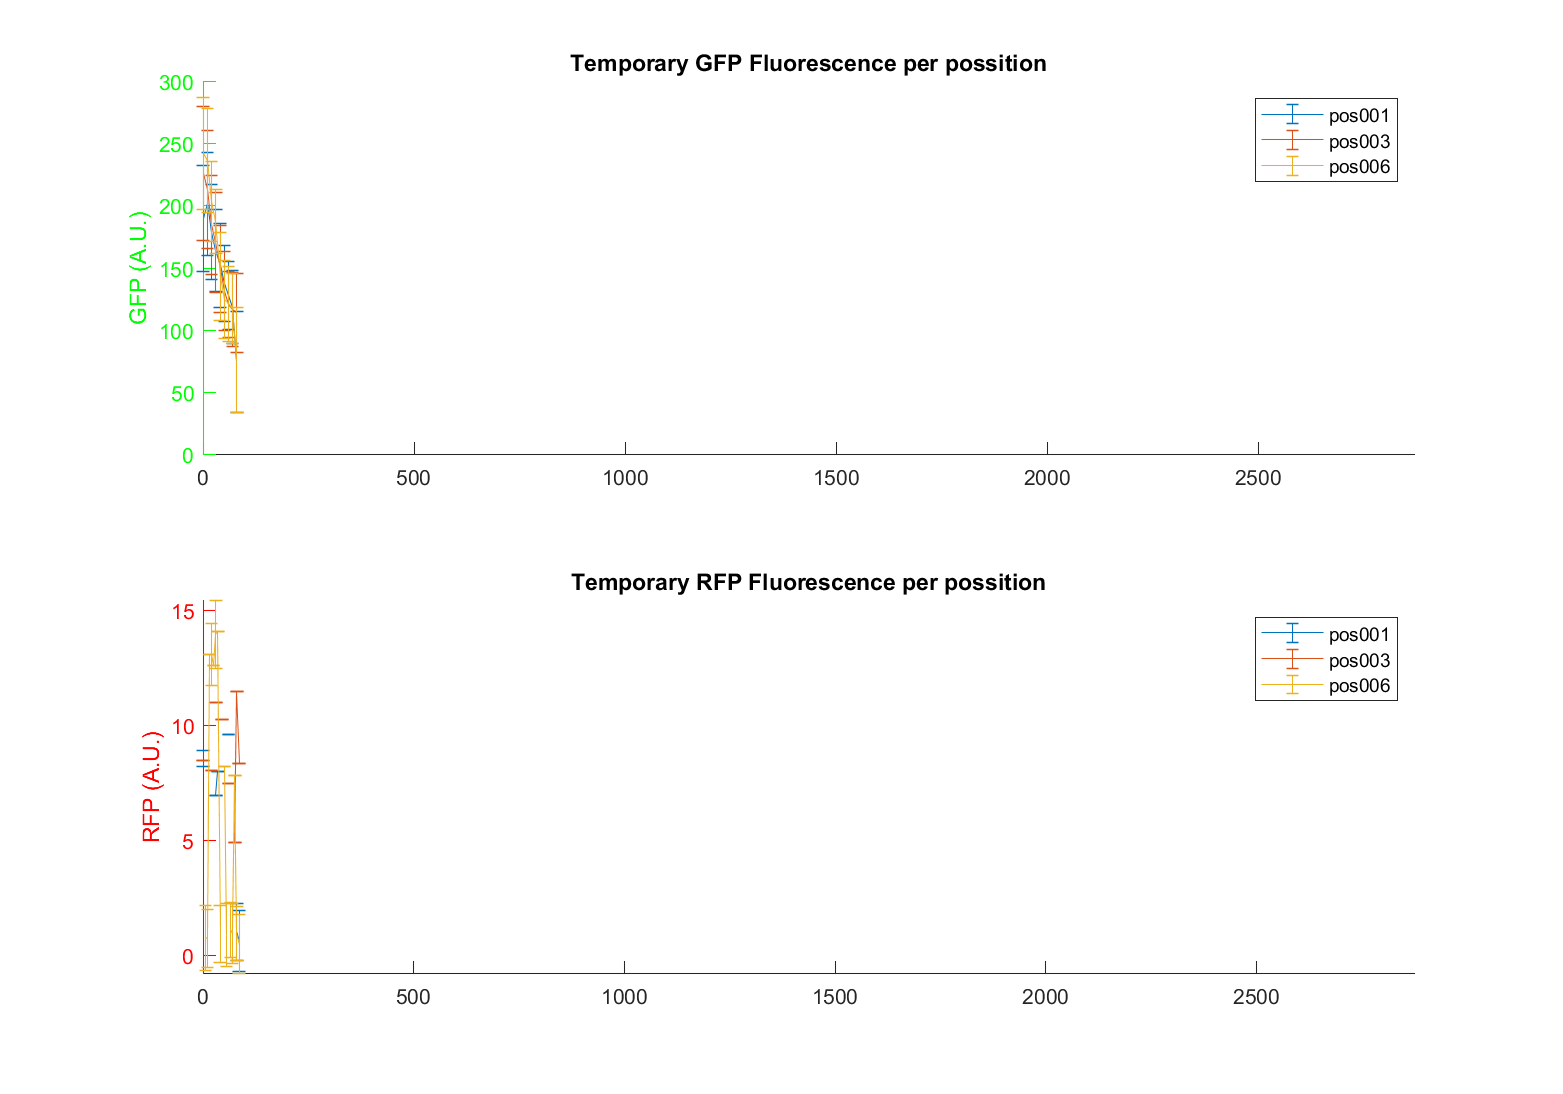 Temporary GFP Fluorescence per possition
300
250
200
150
100
50
0
GFP (A.U.)
0 500 1000 1500 2000 2500
pos001
pos003
pos006
Temporary RFP Fluorescence per possition
15
10
5
0
RFP (A.U.)
0 500 1000 1500 2000 2500
pos001
pos003
pos006